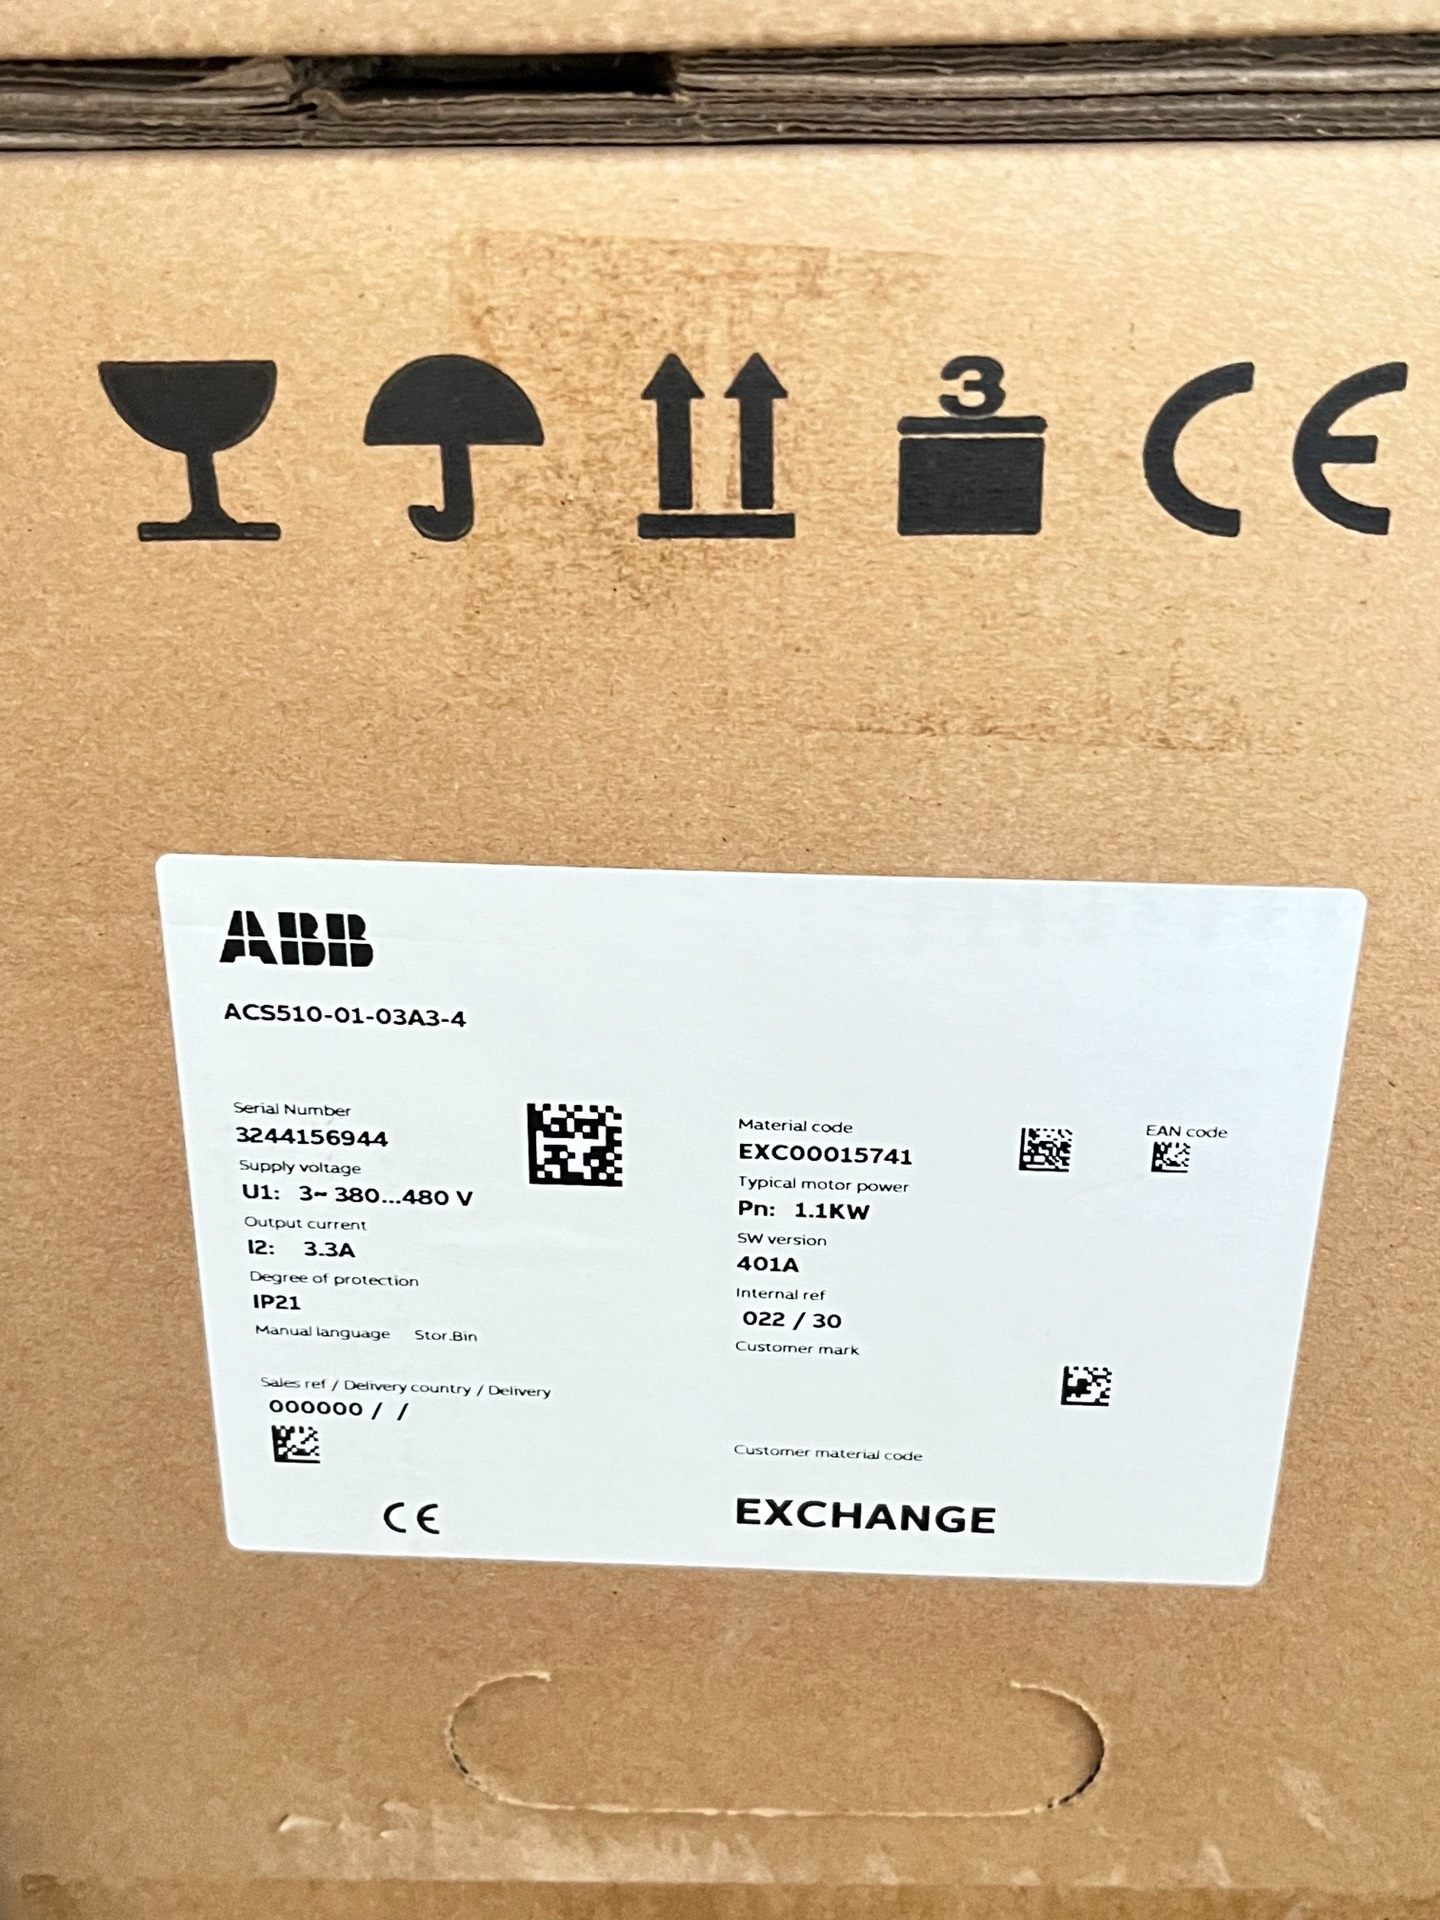 3
CE
ABB
ACS510-01-03A3-4
Serial Number
3244156944
Supply voltage
U1: 3~ 380...480 V
Output current
I2: 3.3A
Degree of protection
IP21
Manual language Stor.Bin
Sales ref / Delivery country / Delivery
000000 / /
CE
Material code
EXC00015741
Typical motor power
Pn: 1.1KW
SW version
401A
Internal ref
022 / 30
Customer mark
Customer material code
EXCHANGE
EAN code